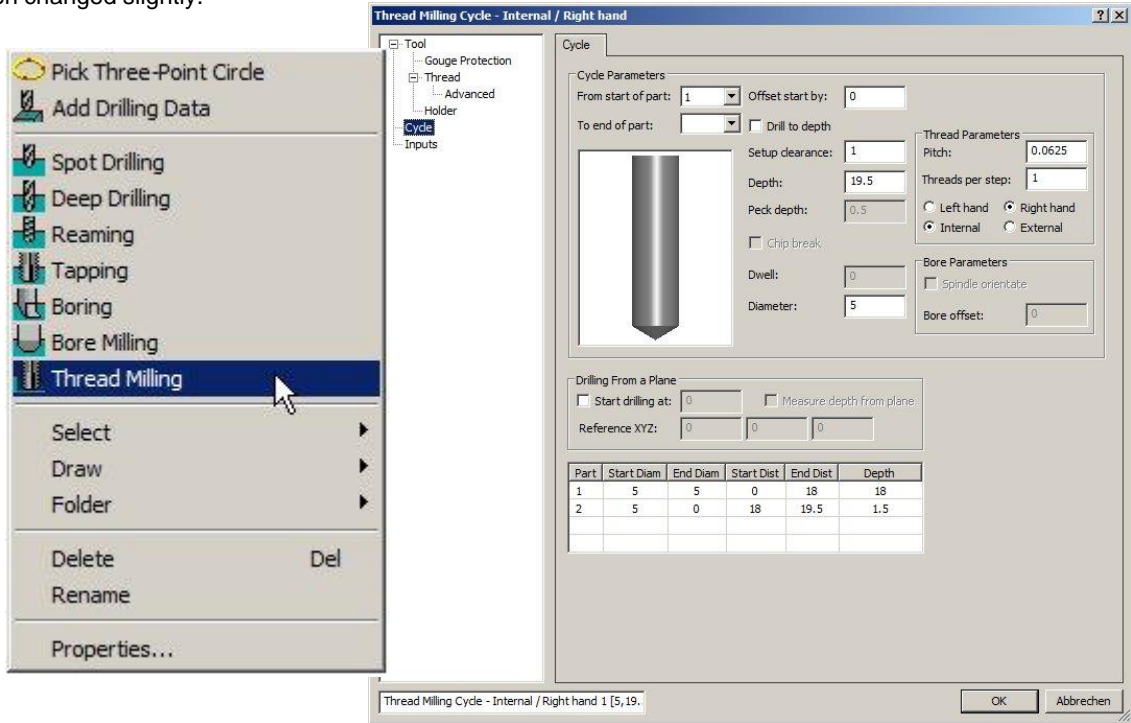 n changed slightly.
Pick Three-Point Circle
Add Drilling Data
Spot Drilling
Deep Drilling
Reaming
Tapping
Boring
Bore Milling
Thread Milling
Select
Draw
Folder
Delete Del
Rename
Properties...
Thread Milling Cycle - Internal / Right hand
Tool
Gouge Protection
Thread
Advanced
Holder
Cycle
Inputs
Cycle
Cycle Parameters
From start of part: 1 Offset start by: 0
To end of part: Drill to depth
Setup clearance: 1
Depth: 19.5
Peck depth: 0.5
Chip break
Dwell: 0
Diameter: 5
Thread Parameters
Pitch: 0.0625
Threads per step: 1
Left hand Right hand
Internal External
Bore Parameters
Spindle orientate
Bore offset: 0
Drilling From a Plane
Start drilling at: 0 Measure depth from plane
Reference XYZ: 0 0 0
Part Start Diam End Diam Start Dist End Dist Depth
1 5 5 0 18 18
2 5 0 18 19.5 1.5
Thread Milling Cycle - Internal / Right hand 1 [5,19.
OK Abbrechen